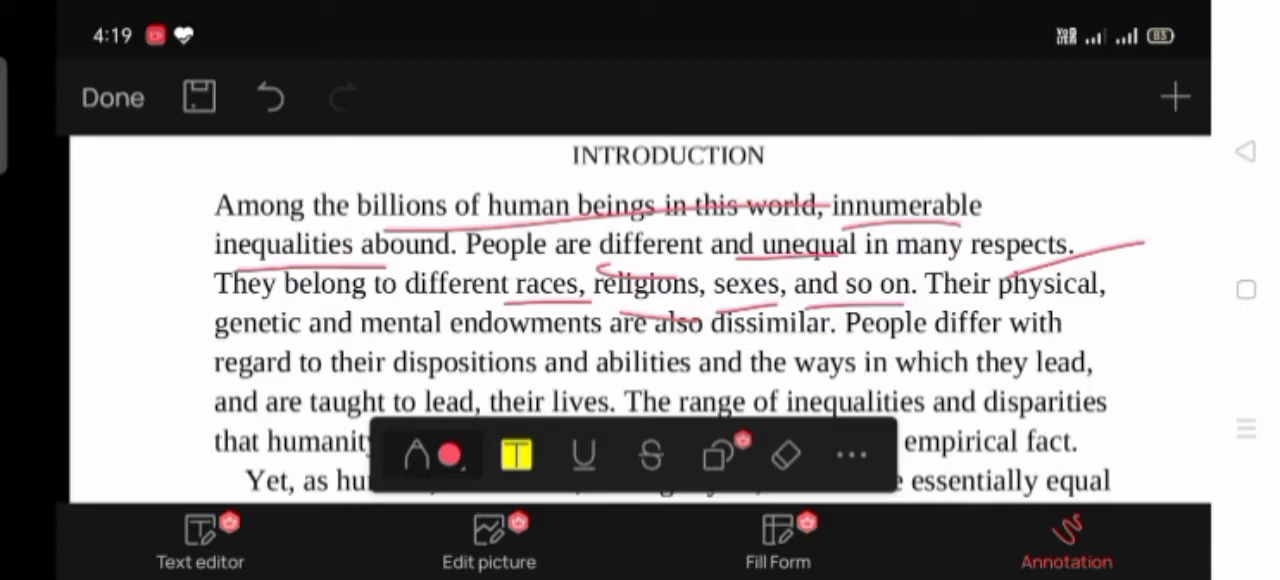 4:19
83
Done
INTRODUCTION
Among the billions of human beings in this world, innumerable
inequalities abound. People are different and unequal in many respects.
They belong to different races, religions, sexes, and so on. Their physical,
genetic and mental endowments are also dissimilar. People differ with
regard to their dispositions and abilities and the ways in which they lead,
and are taught to lead, their lives. The range of inequalities and disparities
that humanit empirical fact.
Yet, as essentially equal
Text editor Edit picture Fill Form Annotation